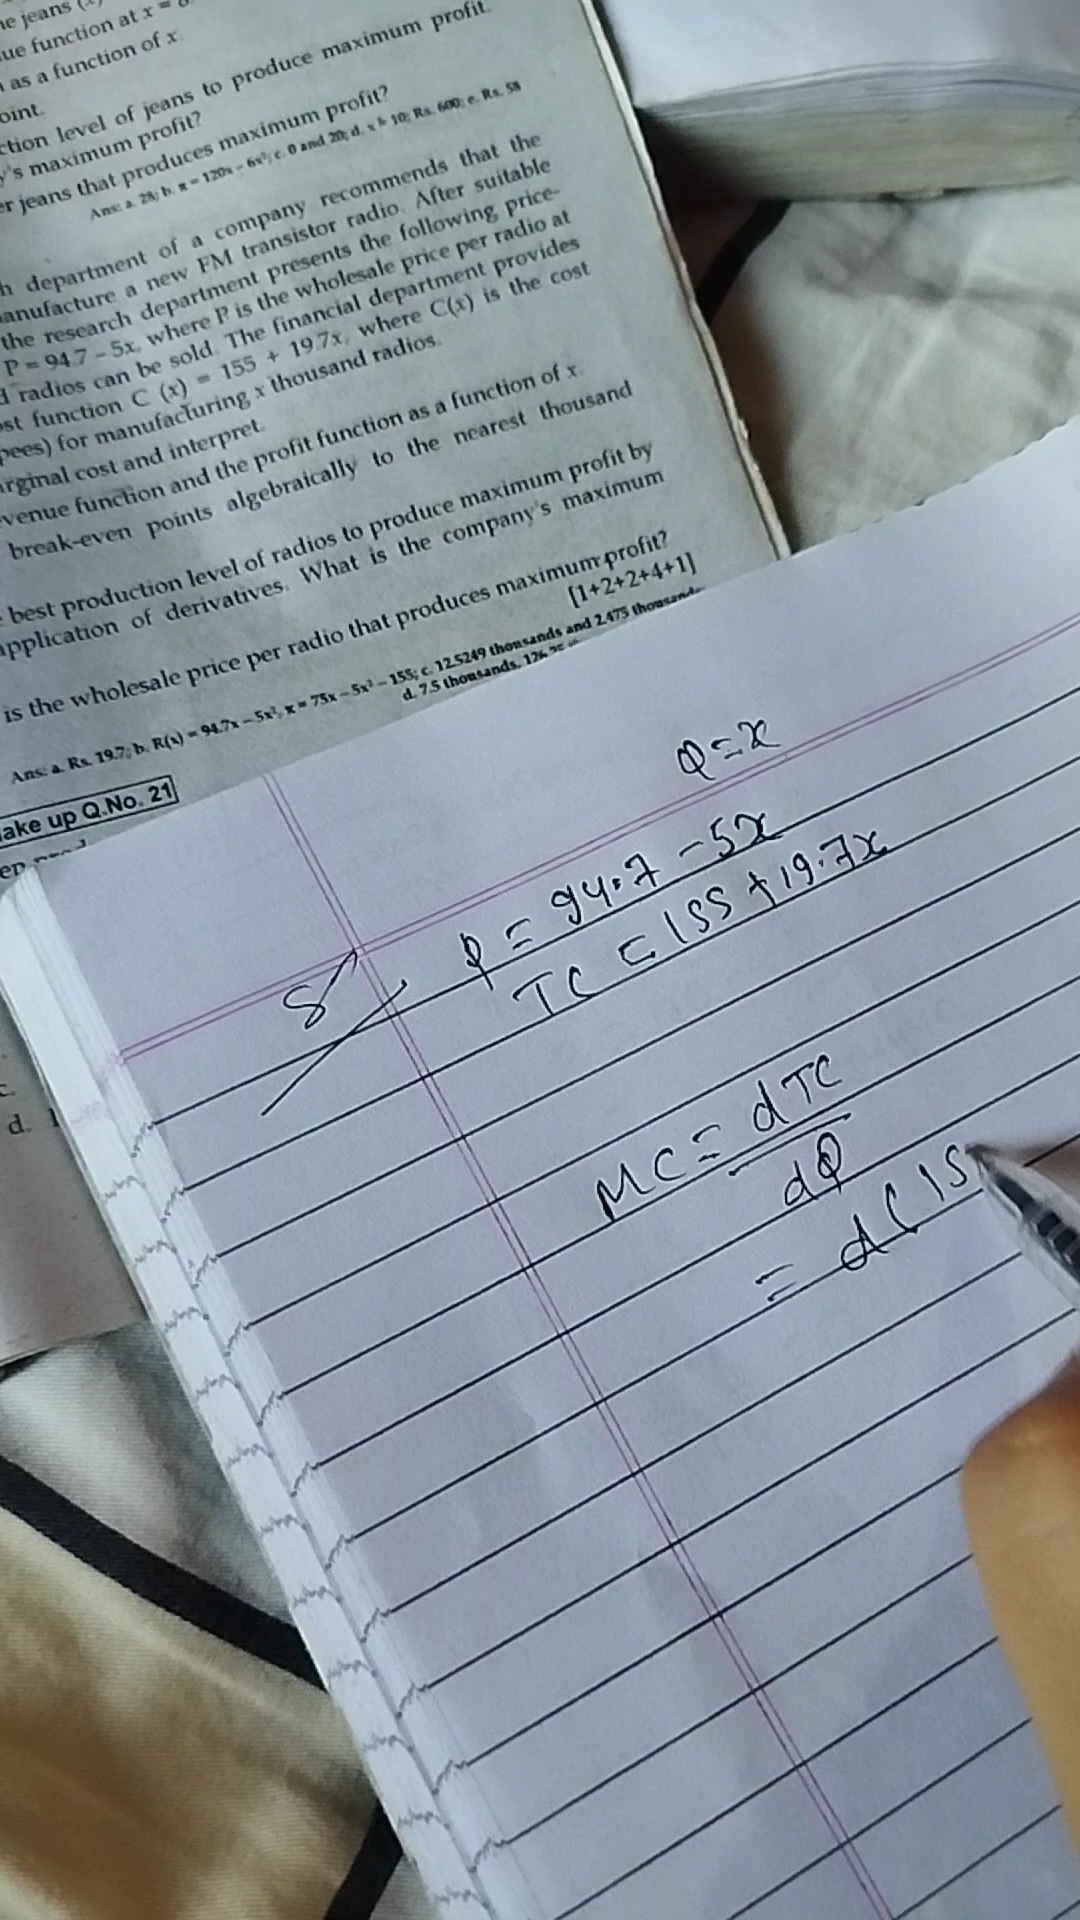 jeans
ue function at x =
as a function of x
oint.
ction level of jeans to produce maximum profit.
y's maximum profit?
er jeans that produces maximum profit?
Ans: a. 28; b. π = 120x - 6x²; c. 0 and 20; d. x = 10; Rs. 600; e. Rs. 58
h department of a company recommends that the
anufacture a new FM transistor radio. After suitable
the research department presents the following price-
P = 94.7 - 5x, where P is the wholesale price per radio at
d radios can be sold. The financial department provides
ost function C (x) = 155 + 19.7x, where C(x) is the cost
pees) for manufacturing x thousand radios.
rginal cost and interpret.
venue function and the profit function as a function of x.
break-even points algebraically to the nearest thousand
best production level of radios to produce maximum profit by
application of derivatives. What is the company's maximum
is the wholesale price per radio that produces maximum profit?
[1+2+2+4+1]
Ans: a. Rs. 19.7; b. R(x) = 94.7x - 5x², π = 75x - 5x² - 155; c. 12.5249 thousands and 2.475 thousands
d. 7.5 thousands,
ake up Q.No. 21
c.
d.
Q = x
8
P = 94.7 - 5x
TC = 155 + 19.7x
MC = dTC
dQ
= d( 15